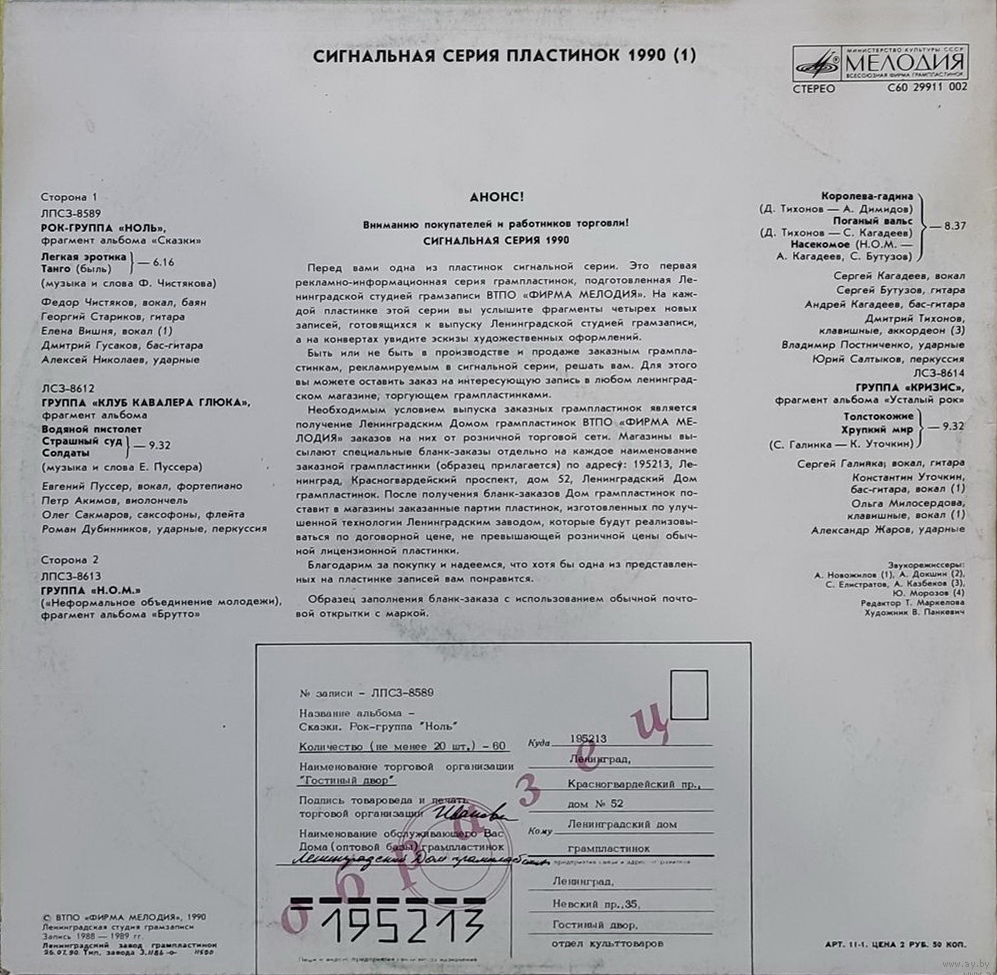 СИГНАЛЬНАЯ СЕРИЯ ПЛАСТИНОК 1990 (1)
МИНИСТЕРСТВО КУЛЬТУРЫ СССР
МЕЛОДИЯ
ВСЕСОЮЗНАЯ ФИРМА ГРАМПЛАСТИНОК
СТЕРЕО
С60 29911 002
Сторона 1
ЛПСЗ-8589
РОК-ГРУППА «НОЛЬ»,
фрагмент альбома «Сказки»
Легкая эротика
Танго (быль)
— 6.16
(музыка и слова Ф. Чистякова)
Федор Чистяков, вокал, баян
Георгий Стариков, гитара
Елена Вишня, вокал (1)
Дмитрий Гусаков, бас-гитара
Алексей Николаев, ударные
ЛСЗ-8612
ГРУППА «КЛУБ КАВАЛЕРА ГЛЮКА»,
фрагмент альбома
Водяной пистолет
Страшный суд
Солдаты
— 9.32
(музыка и слова Е. Пуссера)
Евгений Пуссер, вокал, фортепиано
Петр Акимов, виолончель
Олег Сакмаров, саксофоны, флейта
Роман Дубинников, ударные, перкуссия
Сторона 2
ЛПСЗ-8613
ГРУППА «Н.О.М.»
(«Неформальное объединение молодежи),
фрагмент альбома «Брутто»
АНОНС!
Вниманию покупателей и работников торговли!
СИГНАЛЬНАЯ СЕРИЯ 1990
Перед вами одна из пластинок сигнальной серии. Это первая
рекламно-информационная серия грампластинок, подготовленная Ле-
нинградской студией грамзаписи ВТПО «ФИРМА МЕЛОДИЯ». На каж-
дой пластинке этой серии вы услышите фрагменты четырех новых
записей, готовящихся к выпуску Ленинградской студией грамзаписи,
а на конвертах увидите эскизы художественных оформлений.
Быть или не быть в производстве и продаже заказным грампла-
стинкам, рекламируемым в сигнальной серии, решать вам. Для этого
вы можете оставить заказ на интересующую запись в любом ленинград-
ском магазине, торгующем грампластинками.
Необходимым условием выпуска заказных грампластинок является
получение Ленинградским Домом грампластинок ВТПО «ФИРМА МЕ-
ЛОДИЯ» заказов на них от розничной торговой сети. Магазины вы-
сылают специальные бланк-заказы отдельно на каждое наименование
заказной грампластинки (образец прилагается) по адресу: 195213, Ле-
нинград, Красногвардейский проспект, дом 52, Ленинградский Дом
грампластинок. После получения бланк-заказов Дом грампластинок по-
ставит в магазины заказанные партии пластинок, изготовленных по улуч-
шенной технологии Ленинградским заводом, которые будут реализовы-
ваться по договорной цене, не превышающей розничной цены обыч-
ной лицензионной пластинки.
Благодарим за покупку и надеемся, что хотя бы одна из представлен-
ных на пластинке записей вам понравится.
Образец заполнения бланк-заказа с использованием обычной почто-
вой открытки с маркой.
Королева-гадина
(Д. Тихонов — А. Димидов)
Поганый вальс
(Д. Тихонов — С. Кагадеев)
Насекомое (Н.О.М. —
А. Кагадеев, С. Бутузов)
— 8.37
Сергей Кагадеев, вокал
Сергей Бутузов, гитара
Андрей Кагадеев, бас-гитара
Дмитрий Тихонов,
клавишные, аккордеон (3)
Владимир Постниченко, ударные
Юрий Салтыков, перкуссия
ЛСЗ-8614
ГРУППА «КРИЗИС»,
фрагмент альбома «Усталый рок»
Толстокожие
Хрупкий мир
— 9.32
(С. Галинка — К. Уточкин)
Сергей Галинка, вокал, гитара
Константин Уточкин,
бас-гитара, вокал (1)
Ольга Милосердова,
клавишные, вокал (1)
Александр Жаров, ударные
Звукорежиссеры:
А. Новожилов (1), А. Докшин (2),
С. Елистратов, А. Казбеков (3),
Ю. Морозов (4)
Редактор Т. Маркелова
Художник В. Панкевич
№ записи - ЛПСЗ-8589
Название альбома -
Сказки. Рок-группа "Ноль"
Количество (не менее 20 шт.) - 60
Наименование торговой организации
"Гостиный двор"
Подпись товароведа и печать
торговой организации Иванова
Наименование обслуживающего Вас
Дома (оптовой базы) грампластинок
Ленинградский Дом грампластинок
образец
195213
Куда 195213
Ленинград,
Красногвардейский пр.,
дом № 52
Кому Ленинградский дом
грампластинок
предприятия связи и адрес отправителя
Ленинград,
Невский пр.,35,
Гостиный двор,
отдел культтоваров
Пишите индекс предприятия связи места назначения
© ВТПО «ФИРМА МЕЛОДИЯ», 1990
Ленинградская студия грамзаписи
Запись 1988 — 1989 гг.
Ленинградский завод грампластинок
26.07.90. Тип. завода
АРТ. 11-1. ЦЕНА 2 РУБ. 50 КОП.
www.ay.by